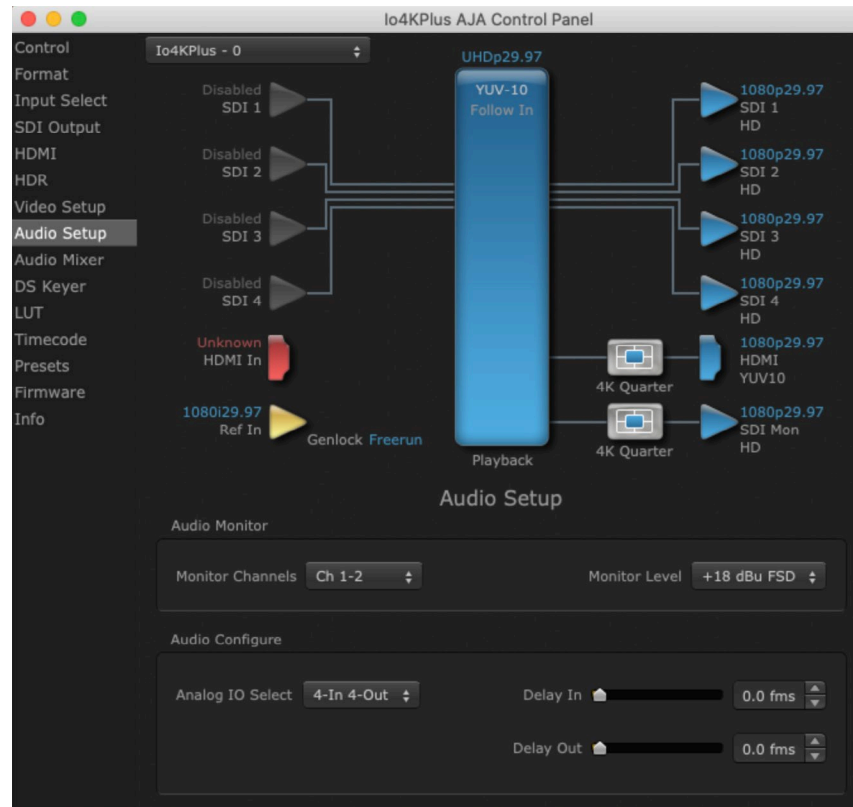 Io4KPlus AJA Control Panel
Control
Format
Input Select
SDI Output
HDMI
HDR
Video Setup
Audio Setup
Audio Mixer
DS Keyer
LUT
Timecode
Presets
Firmware
Info
Io4KPlus - 0
UHDp29.97
YUV-10
Follow In
Disabled
SDI 1
Disabled
SDI 2
Disabled
SDI 3
Disabled
SDI 4
Unknown
HDMI In
1080i29.97
Ref In
Genlock Freerun
Playback
1080p29.97
SDI 1
HD
1080p29.97
SDI 2
HD
1080p29.97
SDI 3
HD
1080p29.97
SDI 4
HD
4K Quarter
1080p29.97
HDMI
YUV10
4K Quarter
1080p29.97
SDI Mon
HD
Audio Setup
Audio Monitor
Monitor Channels Ch 1-2 Monitor Level +18 dBu FSD
Audio Configure
Analog IO Select 4-In 4-Out Delay In 0.0 fms
Delay Out 0.0 fms